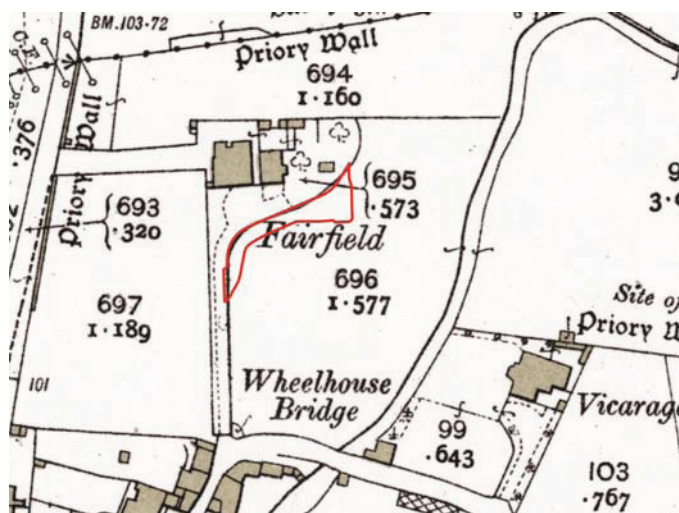 BM.103·72
Priory Wall
C.F.
694
1·160
·376
Priory Wall
693
·320
695
·573
Fairfield
696
1·577
697
1·189
Site of
Priory W
101
Wheelhouse
Bridge
Vicarage
99
·643
103
·767